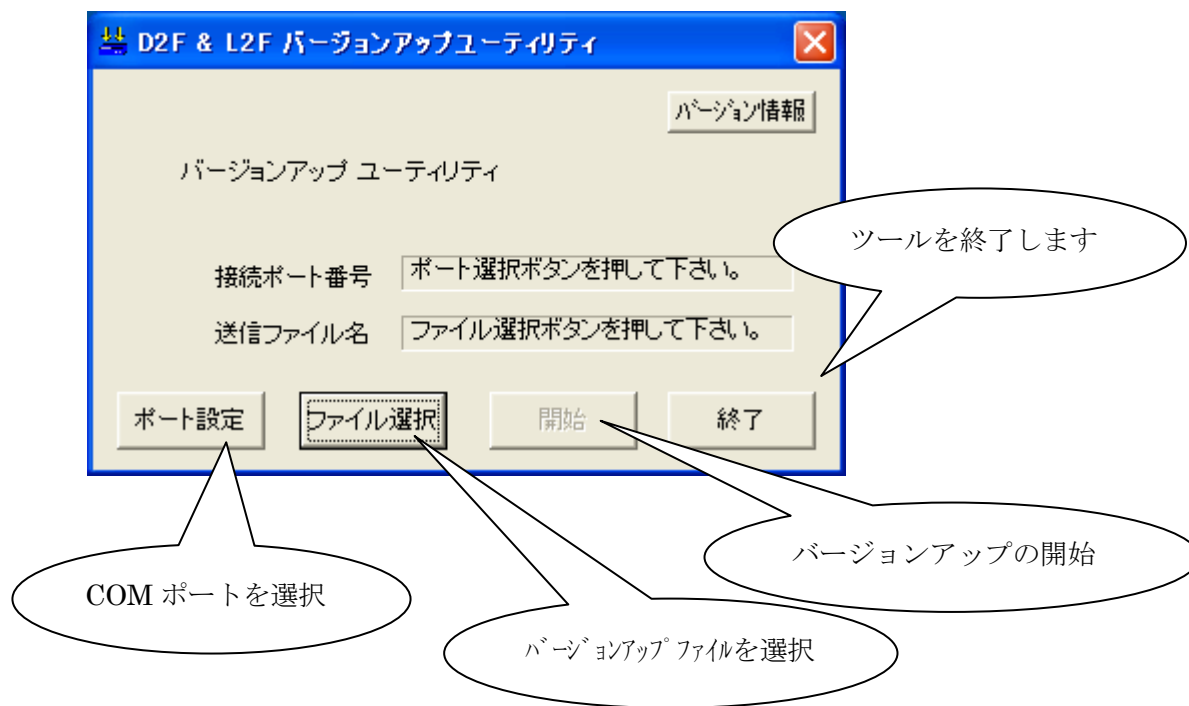 D2F & L2F バージョンアップユーティリティ
バージョン情報
バージョンアップ ユーティリティ
ツールを終了します
接続ポート番号 ポート選択ボタンを押して下さい。
送信ファイル名 ファイル選択ボタンを押して下さい。
ポート設定 ファイル選択 開始 終了
バージョンアップの開始
COM ポートを選択
バージョンアップファイルを選択